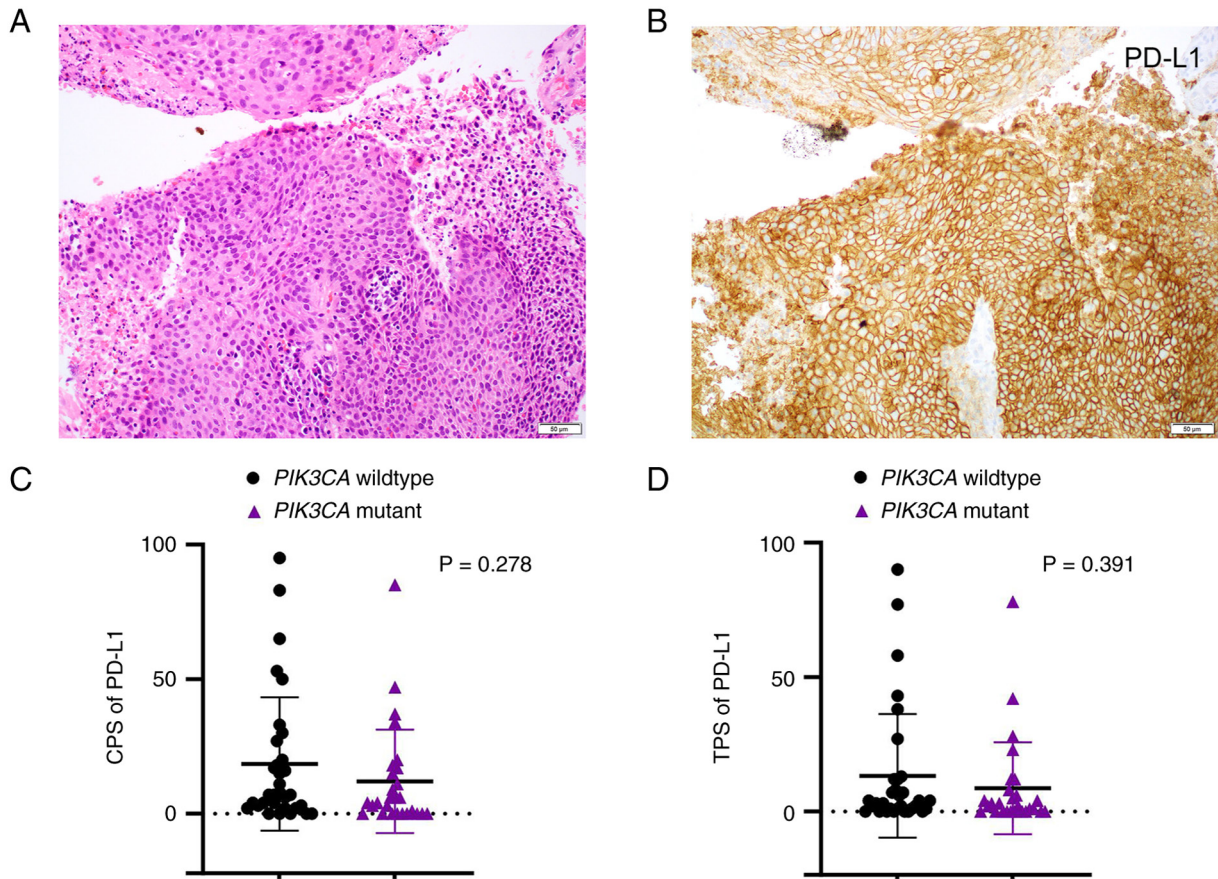 A
B
PD-L1
50 µm
50 µm
C
PIK3CA wildtype
PIK3CA mutant
P = 0.278
CPS of PD-L1
100
50
0
D
PIK3CA wildtype
PIK3CA mutant
P = 0.391
TPS of PD-L1
100
50
0